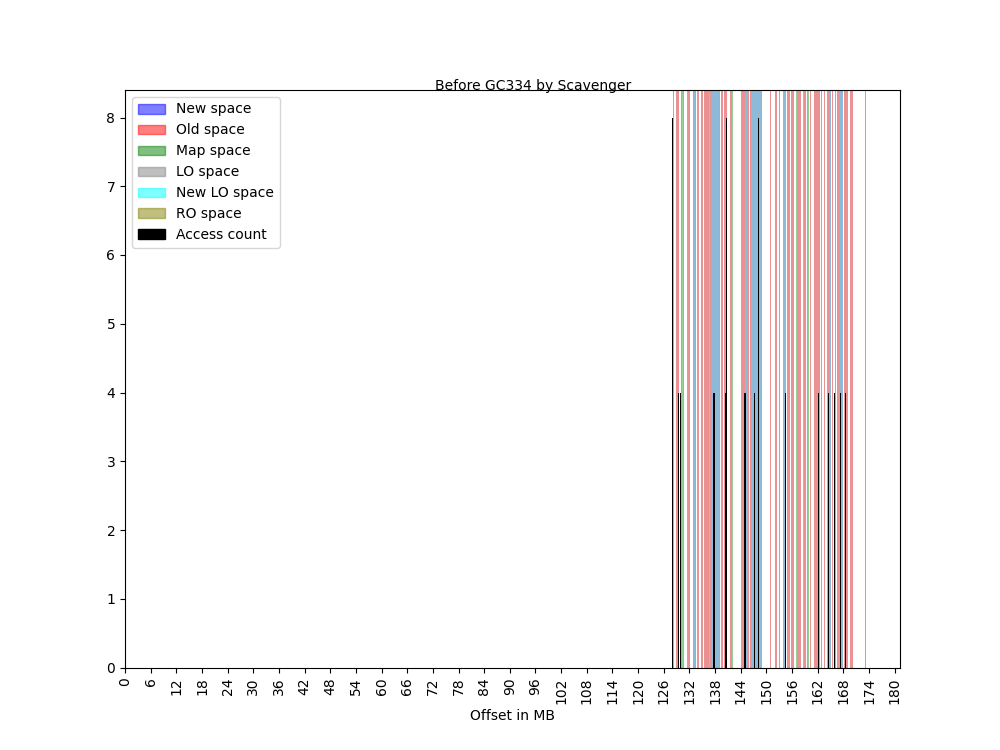 Before GC334 by Scavenger
New space
Old space
Map space
LO space
New LO space
RO space
Access count
8
7
6
5
4
3
2
1
0
0 6 12 18 24 30 36 42 48 54 60 66 72 78 84 90 96 102 108 114 120 126 132 138 144 150 156 162 168 174 180
Offset in MB